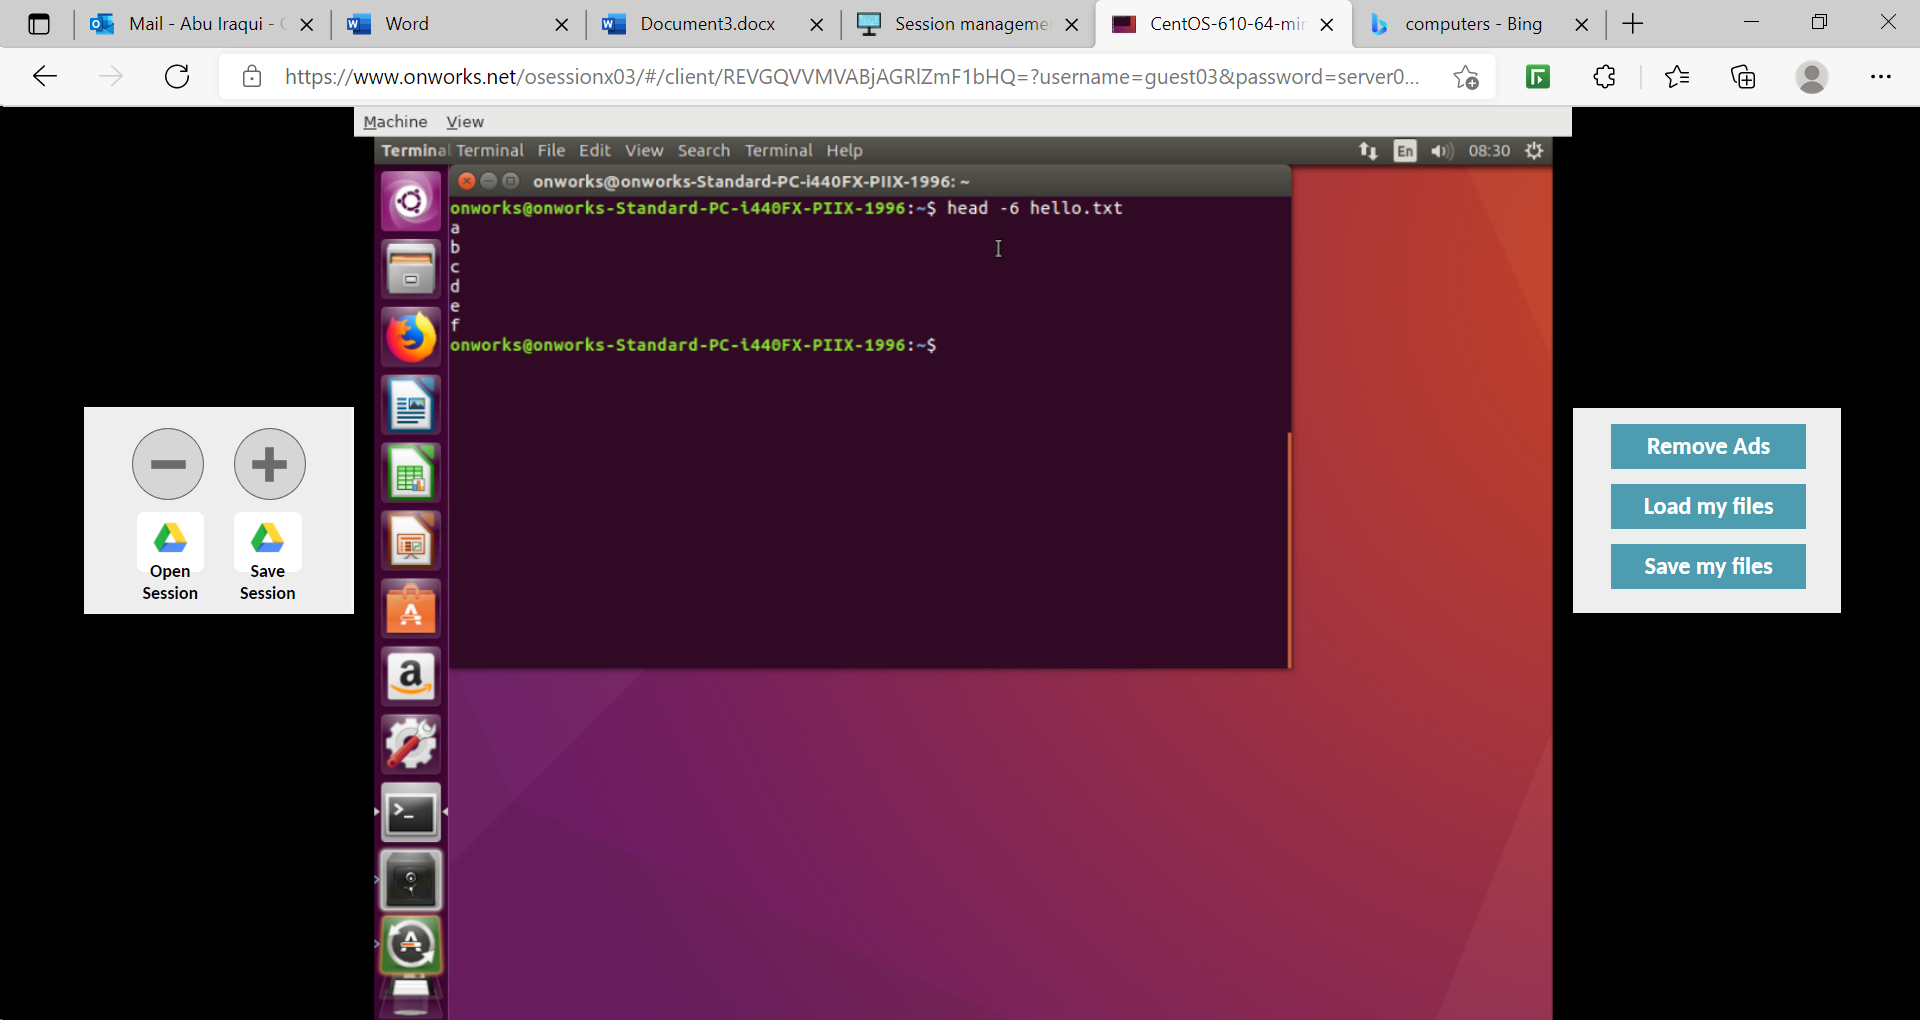 Mail - Abu Iraqui -
Word
Document3.docx
Session manageme
CentOS-610-64-mir
computers - Bing
https://www.onworks.net/osessionx03/#/client/REVGQVVMVABjAGRlZmF1bHQ=?username=guest03&password=server0...
Machine View
Terminal Terminal File Edit View Search Terminal Help
En 08:30
onworks@onworks-Standard-PC-i440FX-PIIX-1996: ~
onworks@onworks-Standard-PC-i440FX-PIIX-1996:~$ head -6 hello.txt
a
b
c
d
e
f
onworks@onworks-Standard-PC-i440FX-PIIX-1996:~$
Open
Session
Save
Session
Remove Ads
Load my files
Save my files